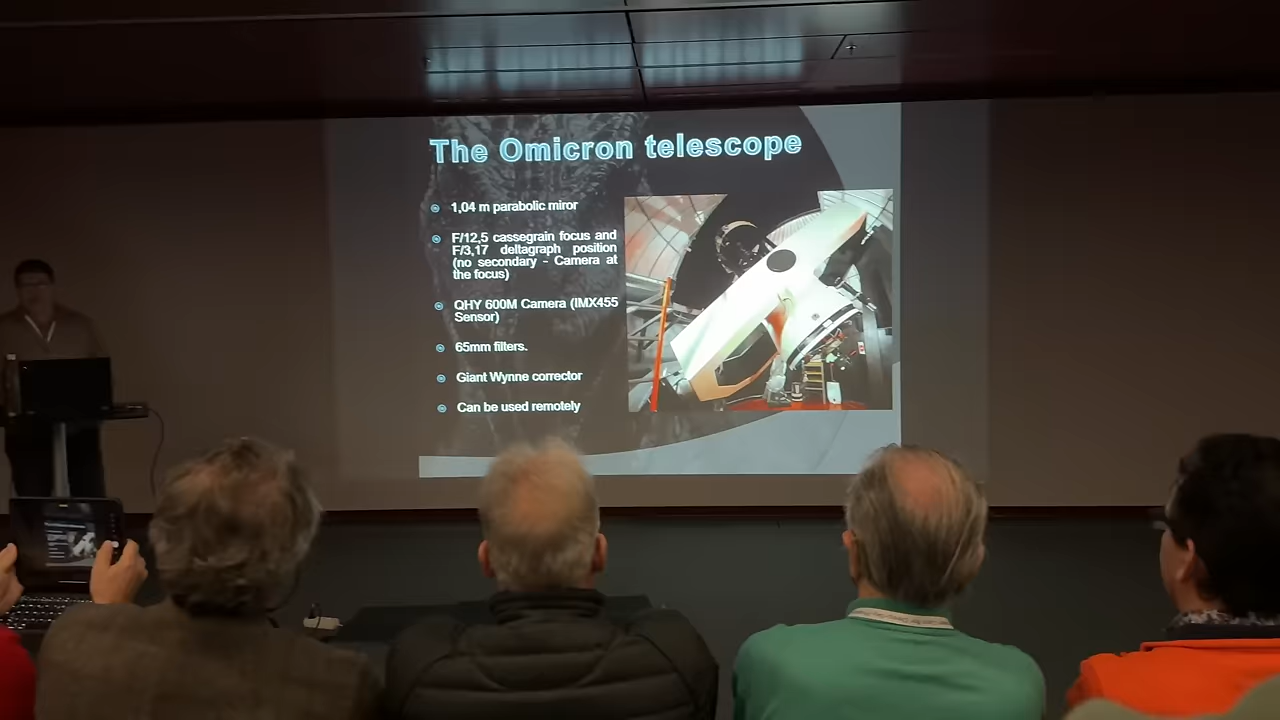 The Omicron telescope
1,04 m parabolic miror
F/12,5 cassegrain focus and
F/3,17 deltagraph position
(no secondary - Camera at
the focus)
QHY 600M Camera (IMX455
Sensor)
65mm filters.
Giant Wynne corrector
Can be used remotely